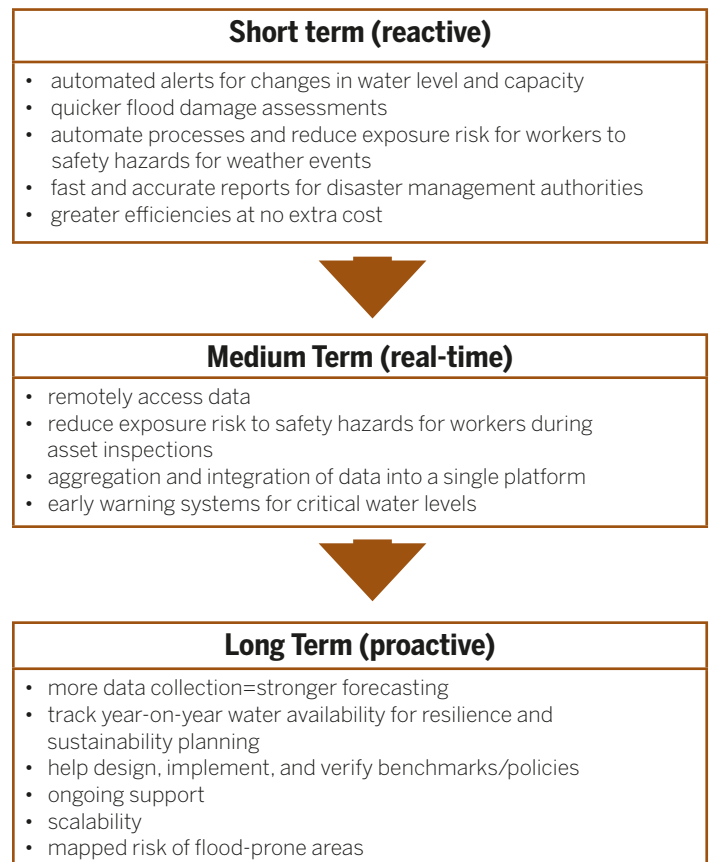 Short term (reactive)
• automated alerts for changes in water level and capacity
• quicker flood damage assessments
• automate processes and reduce exposure risk for workers to
safety hazards for weather events
• fast and accurate reports for disaster management authorities
• greater efficiencies at no extra cost
Medium Term (real-time)
• remotely access data
• reduce exposure risk to safety hazards for workers during
asset inspections
• aggregation and integration of data into a single platform
• early warning systems for critical water levels
Long Term (proactive)
• more data collection=stronger forecasting
• track year-on-year water availability for resilience and
sustainability planning
• help design, implement, and verify benchmarks/policies
• ongoing support
• scalability
• mapped risk of flood-prone areas